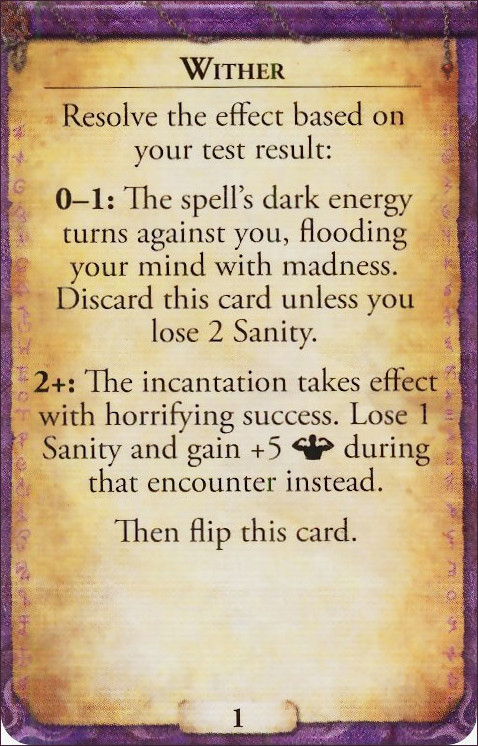 WITHER
Resolve the effect based on
your test result:
0–1: The spell's dark energy
turns against you, flooding
your mind with madness.
Discard this card unless you
lose 2 Sanity.
2+: The incantation takes effect
with horrifying success. Lose 1
Sanity and gain +5 during
that encounter instead.
Then flip this card.
1